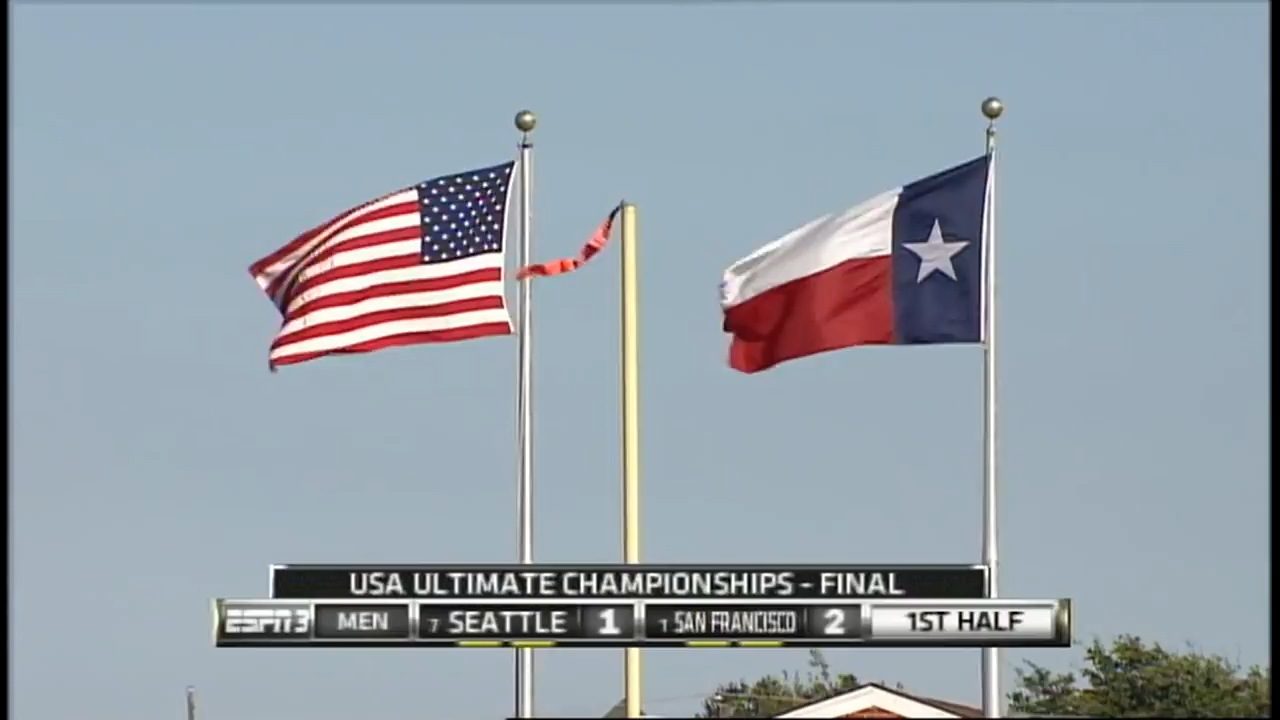 USA ULTIMATE CHAMPIONSHIPS - FINAL
ESPN3 MEN 7 SEATTLE 1 1 SAN FRANCISCO 2 1ST HALF